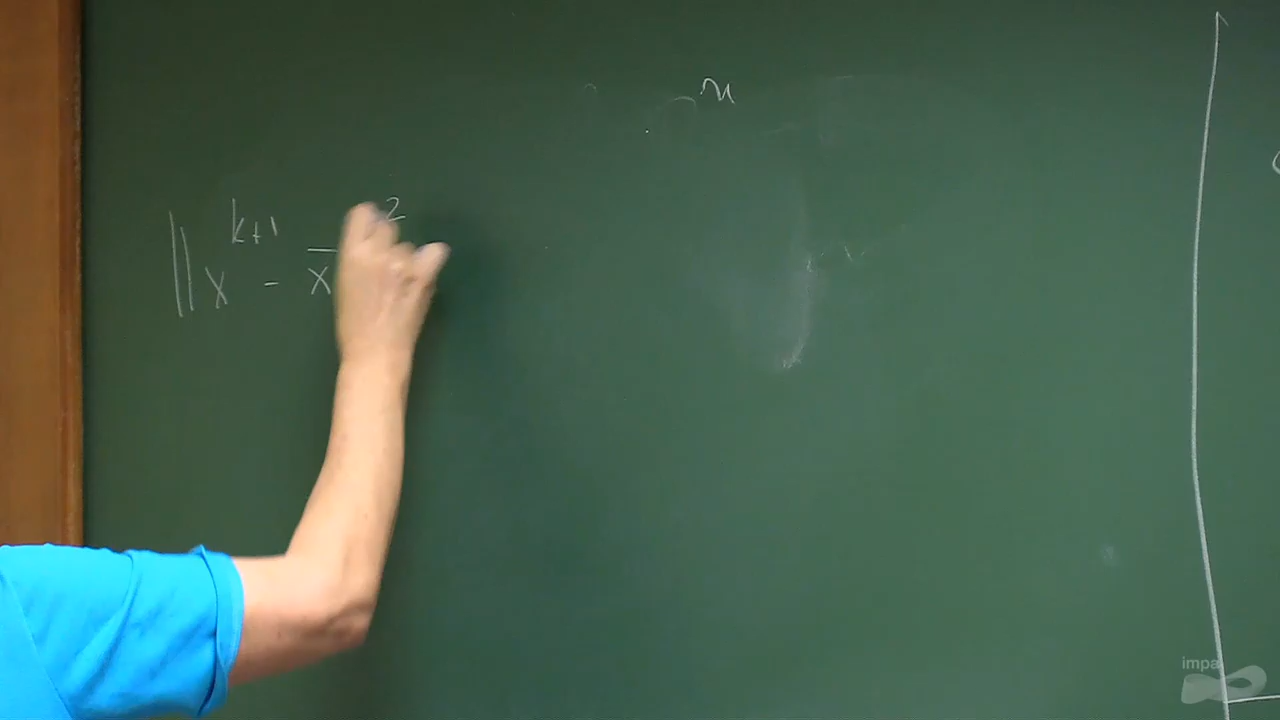 ‖x^{k+1} - x̄ ^2
impa